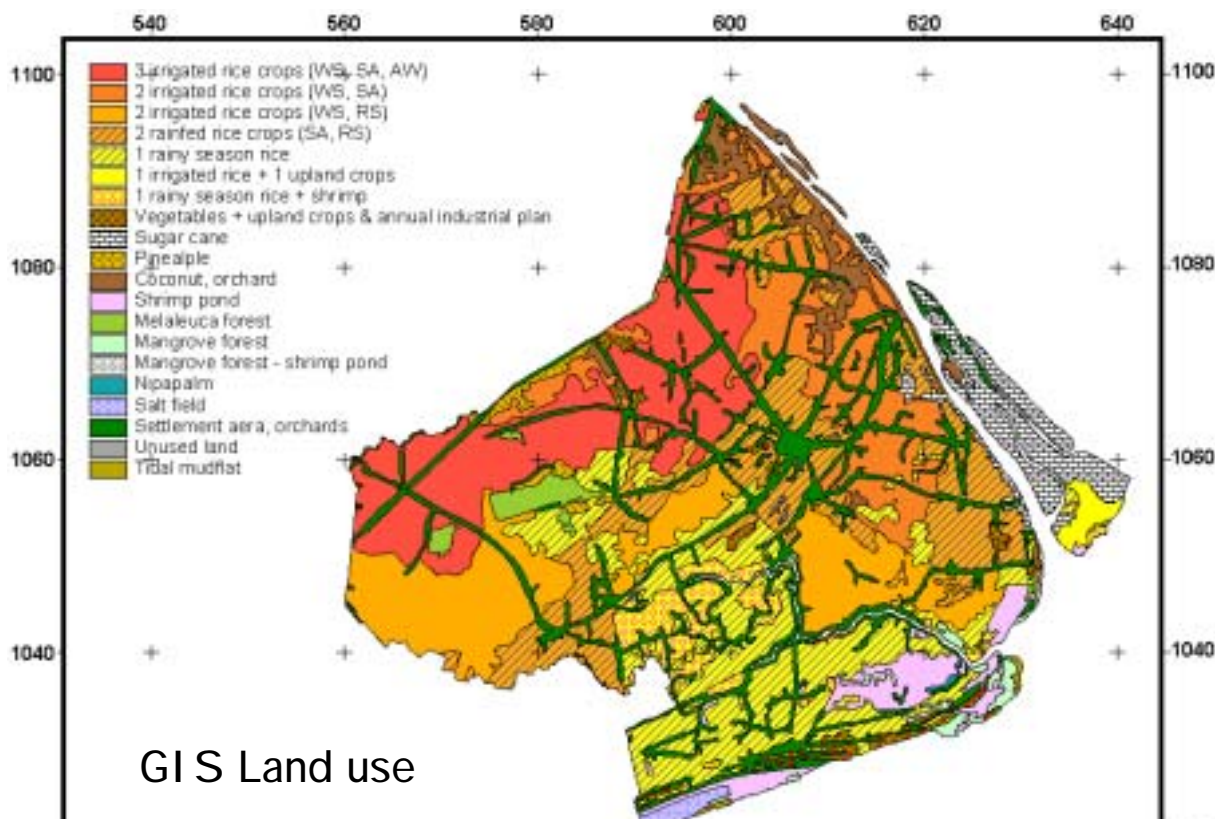 540 560 580 600 620 640
1100 1100
3 irrigated rice crops (WS, SA, AW)
2 irrigated rice crops (WS, SA)
2 irrigated rice crops (WS, RS)
2 rainfed rice crops (SA, RS)
1 rainy season rice
1 irrigated rice + 1 upland crops
1 rainy season rice + shrimp
Vegetables + upland crops & annual industrial plan
Sugar cane
Pinealple
1080 1080
Coconut, orchard
Shrimp pond
Melaleuca forest
Mangrove forest
Mangrove forest - shrimp pond
Nipapalm
Salt field
Settlement aera, orchards
Unused land
1060 1060
Tidal mudflat
1040 1040
GIS Land use